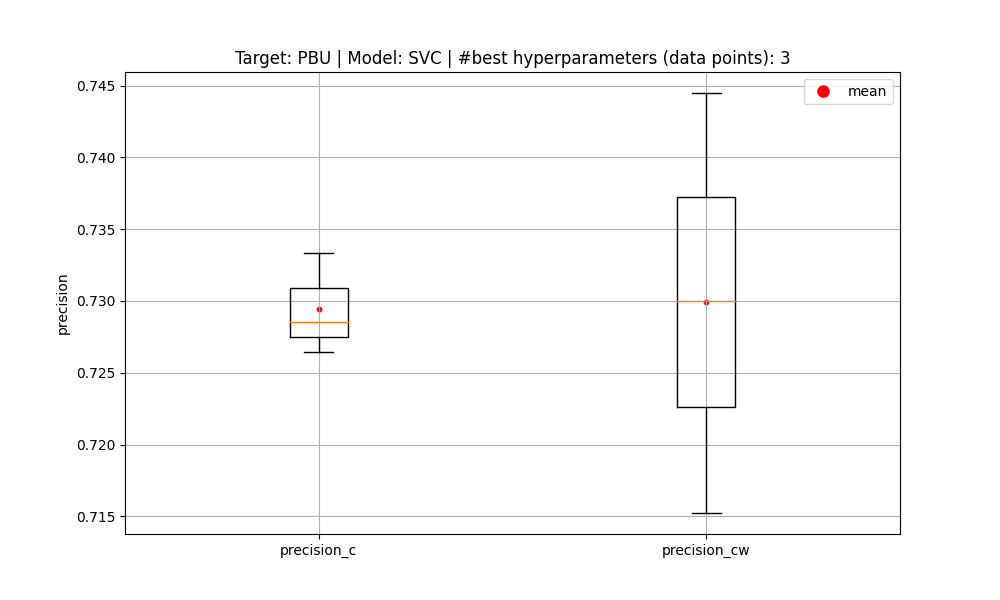 Target: PBU | Model: SVC | #best hyperparameters (data points): 3
mean
0.745
0.740
0.735
0.730
0.725
0.720
0.715
precision
precision_c
precision_cw